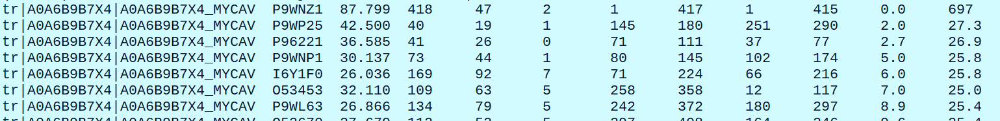 tr|A0A6B9B7X4|A0A6B9B7X4_MYCAV P9WNZ1 87.799 418 47 2 1 417 1 415 0.0 697
tr|A0A6B9B7X4|A0A6B9B7X4_MYCAV P9WP25 42.500 40 19 1 145 180 251 290 2.0 27.3
tr|A0A6B9B7X4|A0A6B9B7X4_MYCAV P96221 36.585 41 26 0 71 111 37 77 2.7 26.9
tr|A0A6B9B7X4|A0A6B9B7X4_MYCAV P9WNP1 30.137 73 44 1 80 145 102 174 5.0 25.8
tr|A0A6B9B7X4|A0A6B9B7X4_MYCAV I6Y1F0 26.036 169 92 7 71 224 66 216 6.0 25.8
tr|A0A6B9B7X4|A0A6B9B7X4_MYCAV O53453 32.110 109 63 5 258 358 12 117 7.0 25.0
tr|A0A6B9B7X4|A0A6B9B7X4_MYCAV P9WL63 26.866 134 79 5 242 372 180 297 8.9 25.4
tr|A0A6B9B7X4|A0A6B9B7X4_MYCAV